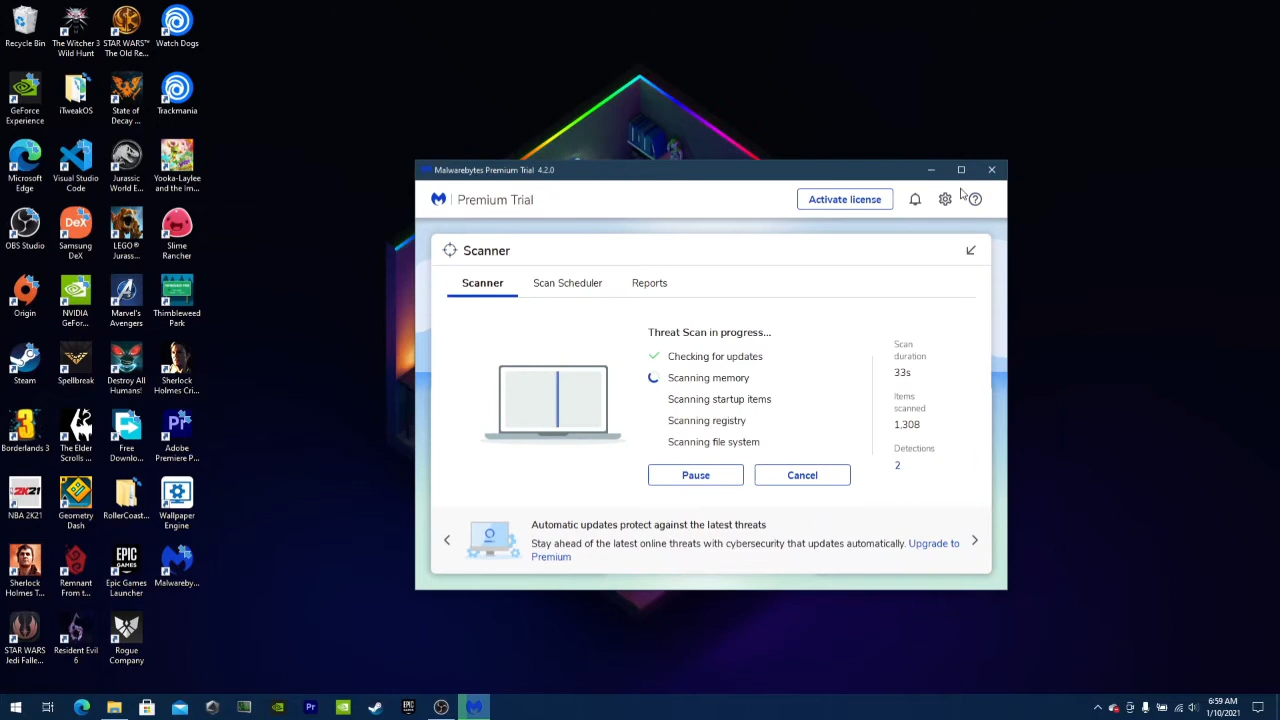 Recycle Bin
The Witcher 3
Wild Hunt
STAR WARS™
The Old Re...
Watch Dogs
GeForce
Experience
iTweakOS
State of
Decay ...
Trackmania
Microsoft
Edge
Visual Studio
Code
Jurassic
World E...
Yooka-Laylee
and the Im...
OBS Studio
Samsung
DeX
LEGO®
Jurass...
Slime
Rancher
Origin
NVIDIA
GeFor...
Marvel's
Avengers
Thimbleweed
Park
Steam
Spellbreak
Destroy All
Humans!
Sherlock
Holmes Cri...
Borderlands 3
The Elder
Scrolls ...
Free
Downlo...
Adobe
Premiere P...
NBA 2K21
Geometry
Dash
RollerCoast...
Wallpaper
Engine
Sherlock
Holmes T...
Remnant
From t...
Epic Games
Launcher
Malwareby...
STAR WARS
Jedi Falle...
Resident Evil
6
Rogue
Company
Malwarebytes Premium Trial 4.2.0
Premium Trial
Activate license
Scanner
Scanner
Scan Scheduler
Reports
Threat Scan in progress...
Checking for updates
Scanning memory
Scanning startup items
Scanning registry
Scanning file system
Scan
duration
33s
Items
scanned
1,308
Detections
2
Pause
Cancel
Automatic updates protect against the latest threats
Stay ahead of the latest online threats with cybersecurity that updates automatically. Upgrade to
Premium
6:59 AM
1/10/2021